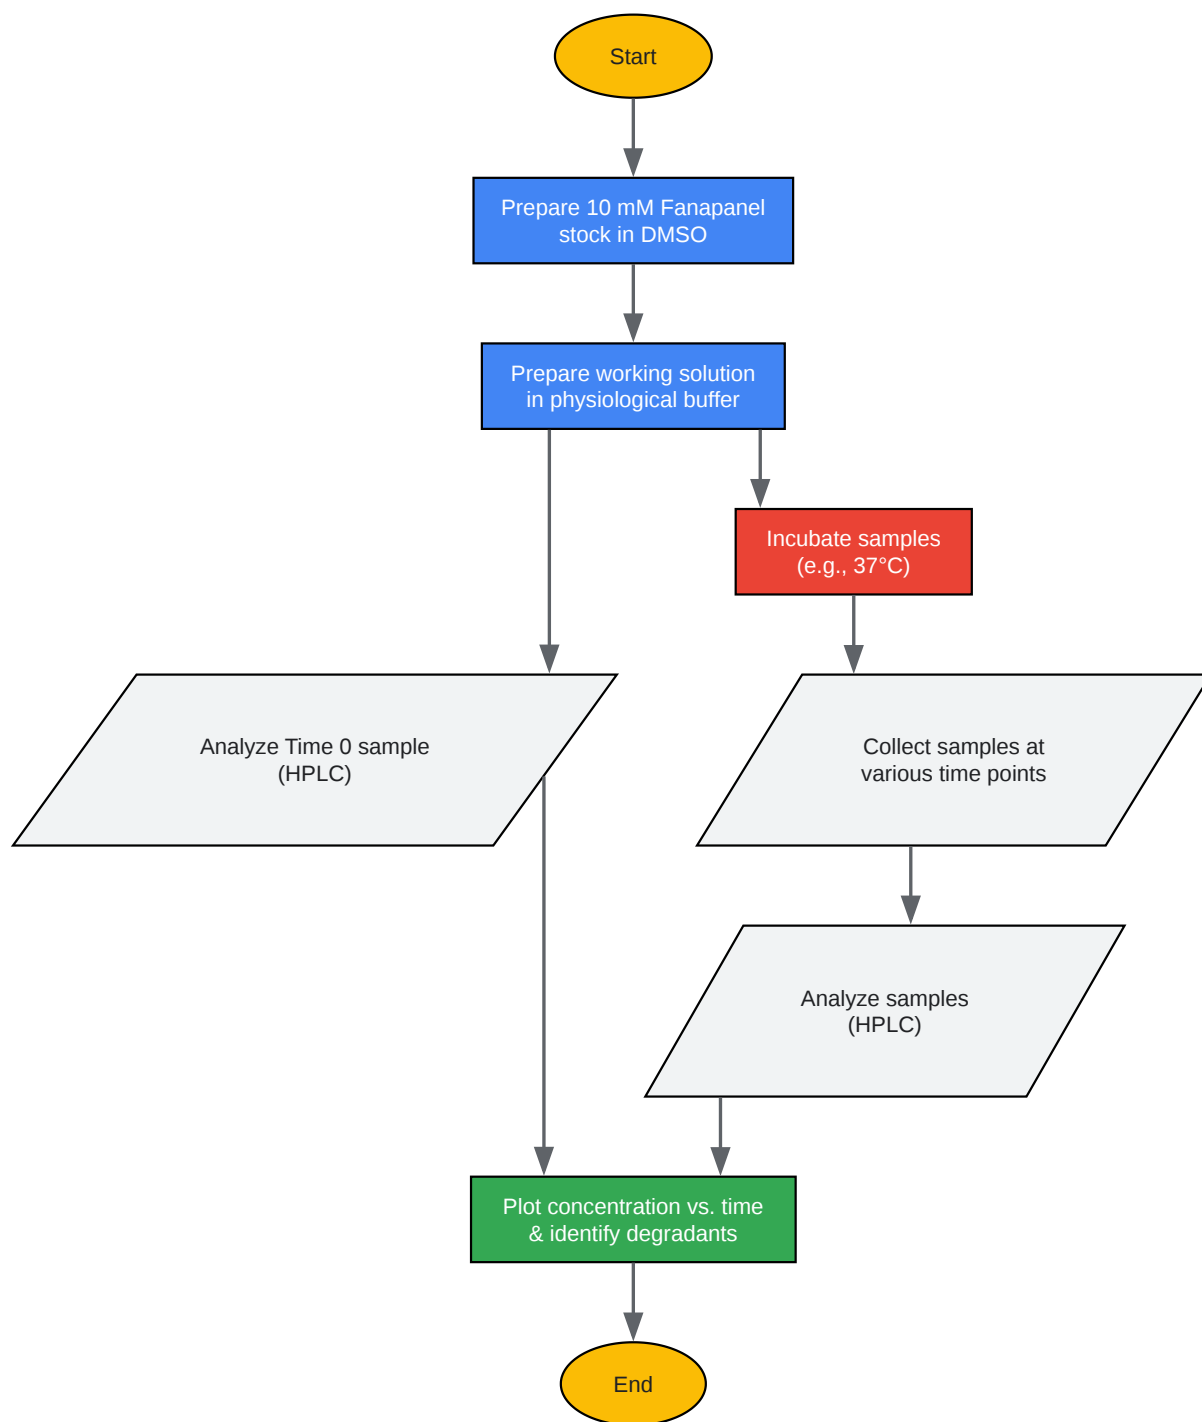 Start
Prepare 10 mM Fanapanel
stock in DMSO
Prepare working solution
in physiological buffer
Incubate samples
(e.g., 37°C)
Analyze Time 0 sample
(HPLC)
Collect samples at
various time points
Analyze samples
(HPLC)
Plot concentration vs. time
& identify degradants
End